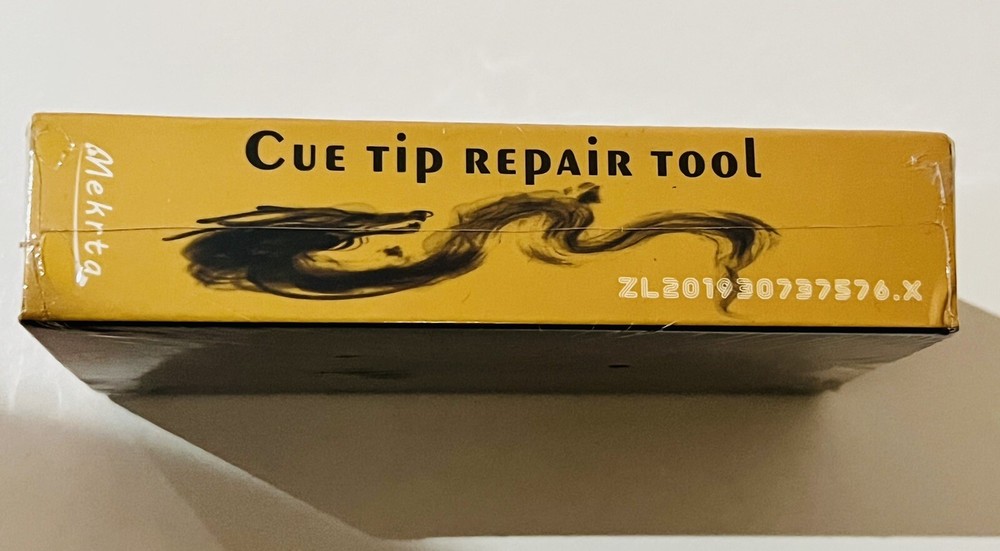 Cue Tip Repair Tool
Mekrta
ZL201930737576.X